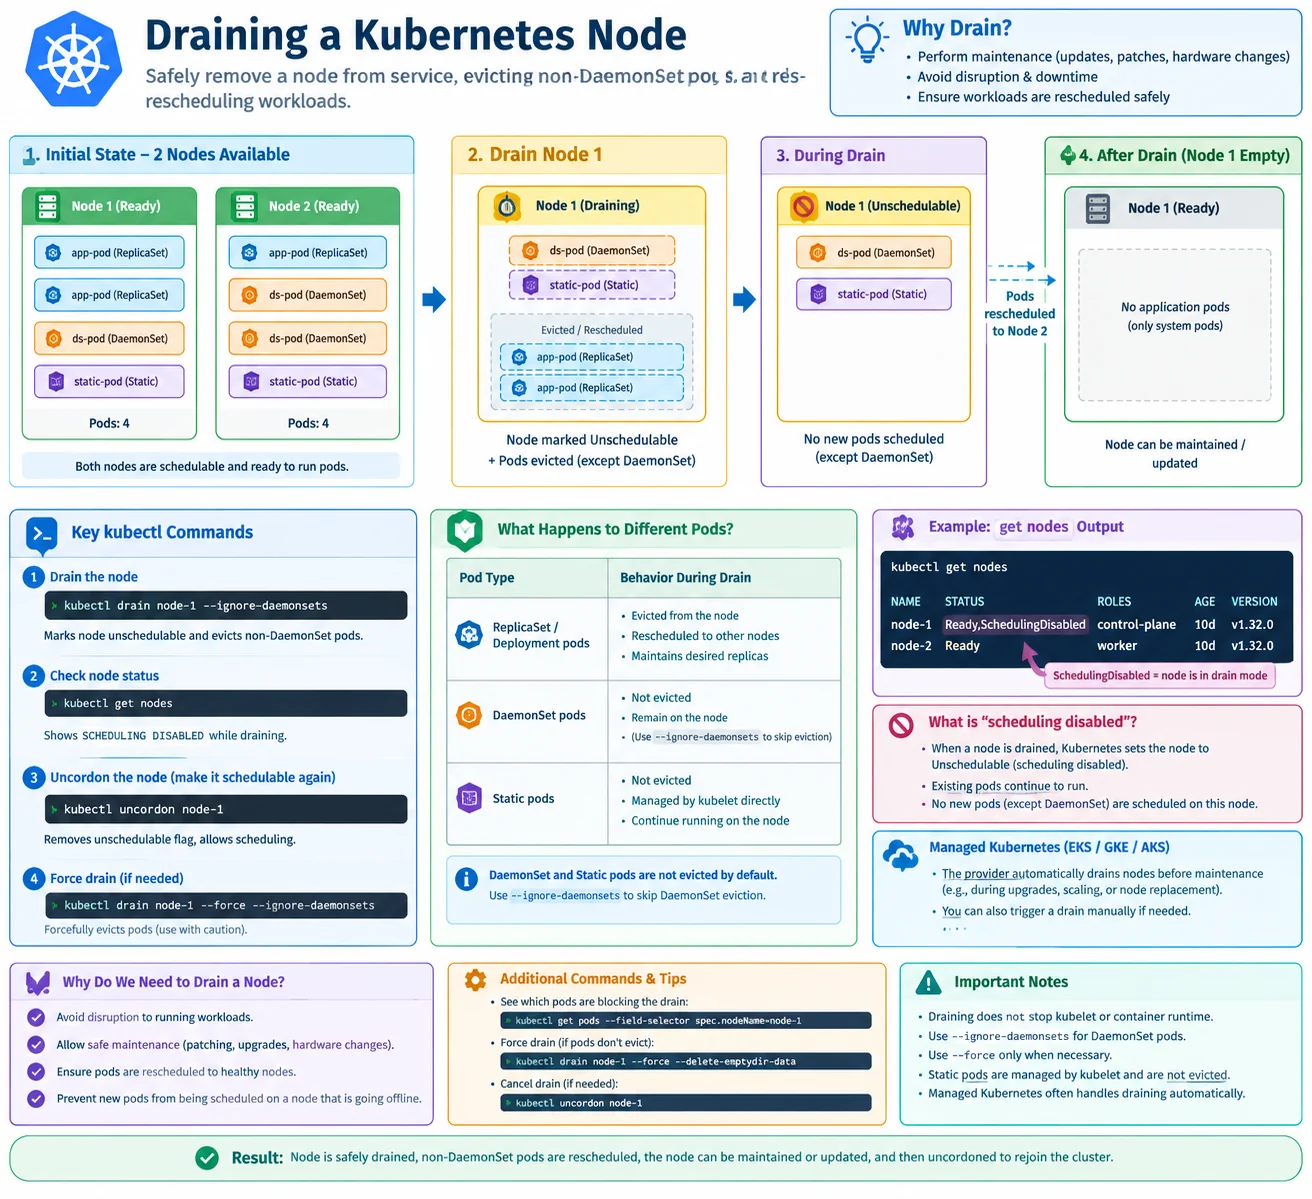 Draining a Kubernetes Node
Safely remove a node from service, evicting non-DaemonSet
rescheduling workloads.
Why Drain?
• Perform maintenance (updates, patches, hardware changes)
• Avoid disruption & downtime
• Ensure workloads are rescheduled safely
1. Initial State – 2 Nodes Available
Node 1 (Ready)
app-pod (ReplicaSet)
app-pod (ReplicaSet)
ds-pod (DaemonSet)
static-pod (Static)
Pods: 4
Node 2 (Ready)
app-pod (ReplicaSet)
ds-pod (DaemonSet)
ds-pod (DaemonSet)
static-pod (Static)
Pods: 4
Both nodes are schedulable and ready to run pods.
2. Drain Node 1
Node 1 (Draining)
ds-pod (DaemonSet)
static-pod (Static)
Evicted / Rescheduled
app-pod (ReplicaSet)
app-pod (ReplicaSet)
Node marked Unschedulable
+ Pods evicted (except DaemonSet)
3. During Drain
Node 1 (Unschedulable)
ds-pod (DaemonSet)
static-pod (Static)
No new pods scheduled
(except DaemonSet)
Pods
rescheduled
to Node 2
4. After Drain (Node 1 Empty)
Node 1 (Ready)
No application pods
(only system pods)
Node can be maintained /
updated
Key kubectl Commands
1 Drain the node
> kubectl drain node-1 --ignore-daemonsets
Marks node unschedulable and evicts non-DaemonSet pods.
2 Check node status
> kubectl get nodes
Shows SCHEDULING DISABLED while draining.
3 Uncordon the node (make it schedulable again)
> kubectl uncordon node-1
Removes unschedulable flag, allows scheduling.
4 Force drain (if needed)
> kubectl drain node-1 --force --ignore-daemonsets
Forcefully evicts pods (use with caution).
What Happens to Different Pods?
Pod Type
Behavior During Drain
ReplicaSet /
Deployment pods
• Evicted from the node
• Rescheduled to other nodes
• Maintains desired replicas
DaemonSet pods
• Not evicted
• Remain on the node
• (Use --ignore-daemonsets to skip eviction)
Static pods
• Not evicted
• Managed by kubelet directly
• Continue running on the node
DaemonSet and Static pods are not evicted by default.
Use --ignore-daemonsets to skip DaemonSet eviction.
Example: get nodes Output
kubectl get nodes
NAME STATUS ROLES AGE VERSION
node-1 Ready,SchedulingDisabled control-plane 10d v1.32.0
node-2 Ready worker 10d v1.32.0
SchedulingDisabled = node is in drain mode
What is “scheduling disabled”?
• When a node is drained, Kubernetes sets the node to
Unschedulable (scheduling disabled).
• Existing pods continue to run.
• No new pods (except DaemonSet) are scheduled on this node.
Managed Kubernetes (EKS / GKE / AKS)
• The provider automatically drains nodes before maintenance
(e.g., during upgrades, scaling, or node replacement).
• You can also trigger a drain manually if needed.
Why Do We Need to Drain a Node?
Avoid disruption to running workloads.
Allow safe maintenance (patching, upgrades, hardware changes).
Ensure pods are rescheduled to healthy nodes.
Prevent new pods from being scheduled on a node that is going offline.
Additional Commands & Tips
• See which pods are blocking the drain:
> kubectl get pods --field-selector spec.nodeName=node-1
• Force drain (if pods don't evict):
> kubectl drain node-1 --force --delete-emptydir-data
• Cancel drain (if needed):
> kubectl uncordon node-1
Important Notes
• Draining does not stop kubelet or container runtime.
• Use --ignore-daemonsets for DaemonSet pods.
• Use --force only when necessary.
• Static pods are managed by kubelet and are not evicted.
• Managed Kubernetes often handles draining automatically.
Result: Node is safely drained, non-DaemonSet pods are rescheduled, the node can be maintained or updated, and then uncordoned to rejoin the cluster.